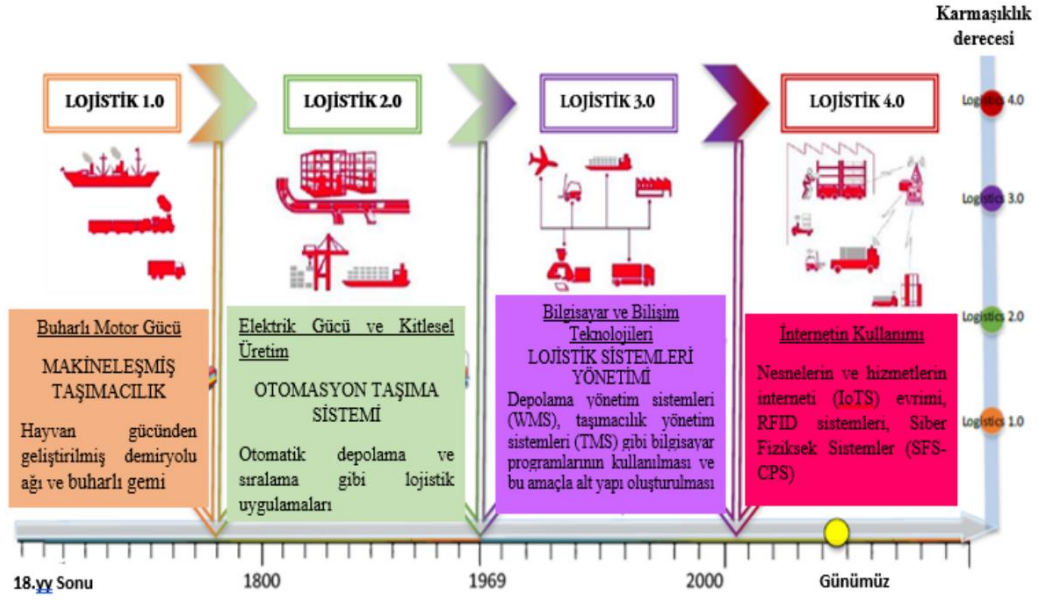 Karmaşıklık
derecesi
LOJİSTİK 1.0
LOJİSTİK 2.0
LOJİSTİK 3.0
LOJİSTİK 4.0
Logistics 4.0
Logistics 3.0
Logistics 2.0
Logistics 1.0
Buharlı Motor Gücü
MAKİNELEŞMİŞ
TAŞIMACILIK
Hayvan gücünden
geliştirilmiş demiryolu
ağı ve buharlı gemi
Elektrik Gücü ve Kitlesel
Üretim
OTOMASYON TAŞIMA
SİSTEMİ
Otomatik depolama ve
sıralama gibi lojistik
uygulamaları
Bilgisayar ve Bilişim
Teknolojileri
LOJİSTİK SİSTEMLERİ
YÖNETİMİ
Depolama yönetim sistemleri
(WMS), taşımacılık yönetim
sistemleri (TMS) gibi bilgisayar
programlarının kullanılması ve
bu amaçla alt yapı oluşturulması
İnternetin Kullanımı
Nesnelerin ve hizmetlerin
interneti (IoTS) evrimi,
RFID sistemleri, Siber
Fiziksek Sistemler (SFS-
CPS)
18.yy Sonu
1800
1969
2000
Günümüz